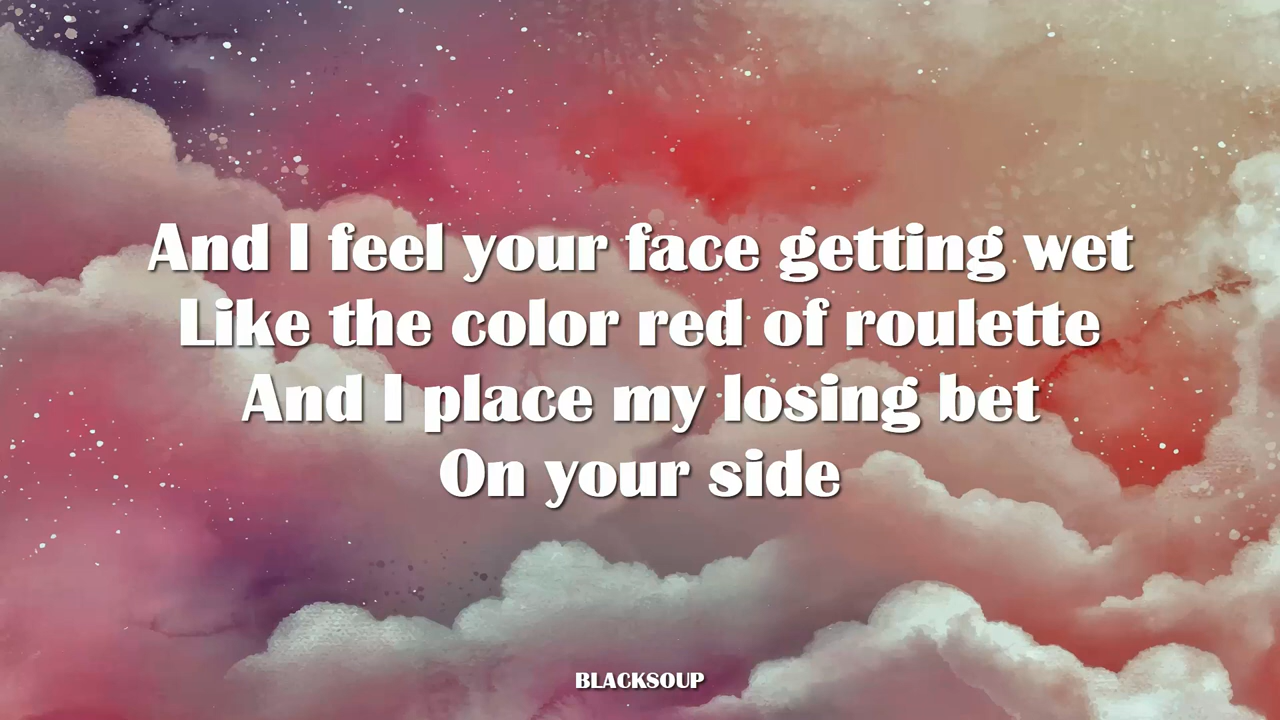 And I feel your face getting wet
Like the color red of roulette
And I place my losing bet
On your side
BLACKSOUP